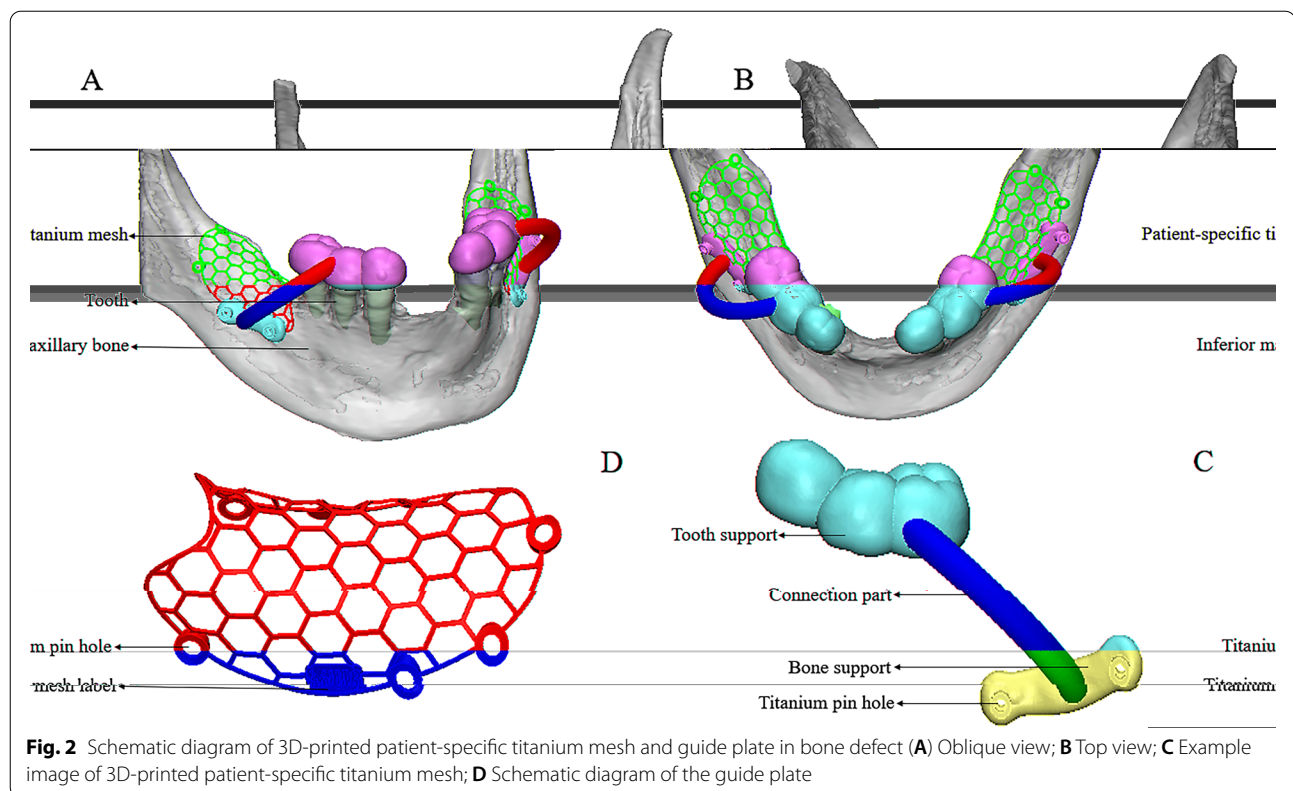 A
B
tanium mesh
Patient-specific ti
Tooth
axillary bone
Inferior ma
D
C
Tooth support
Connection part
m pin hole
Titaniu
Bone support
mesh label
Titanium
Titanium pin hole
Fig. 2 Schematic diagram of 3D-printed patient-specific titanium mesh and guide plate in bone defect (A) Oblique view; B Top view; C Example
image of 3D-printed patient-specific titanium mesh; D Schematic diagram of the guide plate